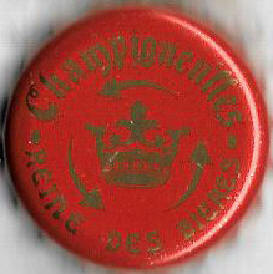 Champigneulles
• REINE • DES • BIERES •